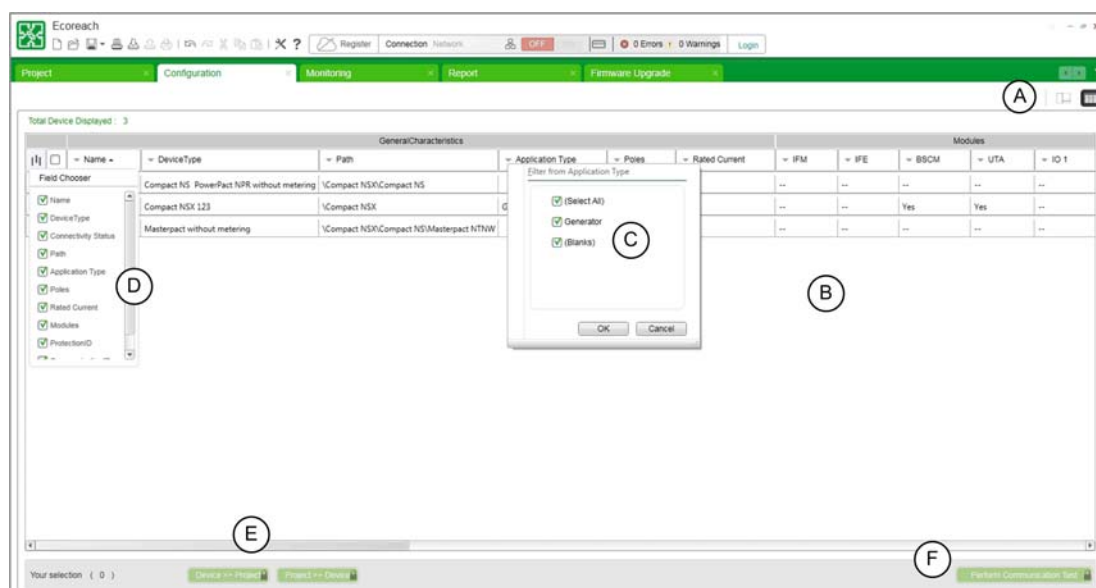 Ecoreach
Register Connection Network OFF 0 Errors 0 Warnings Login
Project Configuration Monitoring Report Firmware Upgrade
A
Total Device Displayed : 3
GeneralCharacteristics Modules
Name DeviceType Path Application Type Poles Rated Current IFM IFE BSCM UTA IO 1
Field Chooser
Filter from Application Type
Compact NS PowerPact NPR without metering \Compact NSX\Compact NS -- -- -- -- --
Compact NSX 123 \Compact NSX G -- -- Yes Yes --
Masterpact without metering \Compact NSX\Compact NS\Masterpact NTNW -- -- -- -- --
Name
DeviceType
Connectivity Status
Path
Application Type
Poles
Rated Current
Modules
ProtectionID
D
(Select All)
Generator
(Blanks)
C
OK Cancel
B
E
F
Your selection ( 0 ) Device >> Project Project >> Device Perform Communication Test